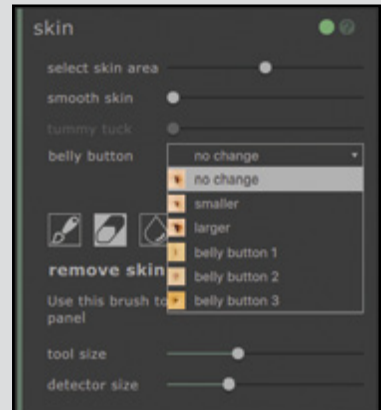 skin
select skin area
smooth skin
tummy tuck
belly button no change
no change
smaller
larger
belly button 1
belly button 2
belly button 3
remove skin
Use this brush to
panel
tool size
detector size